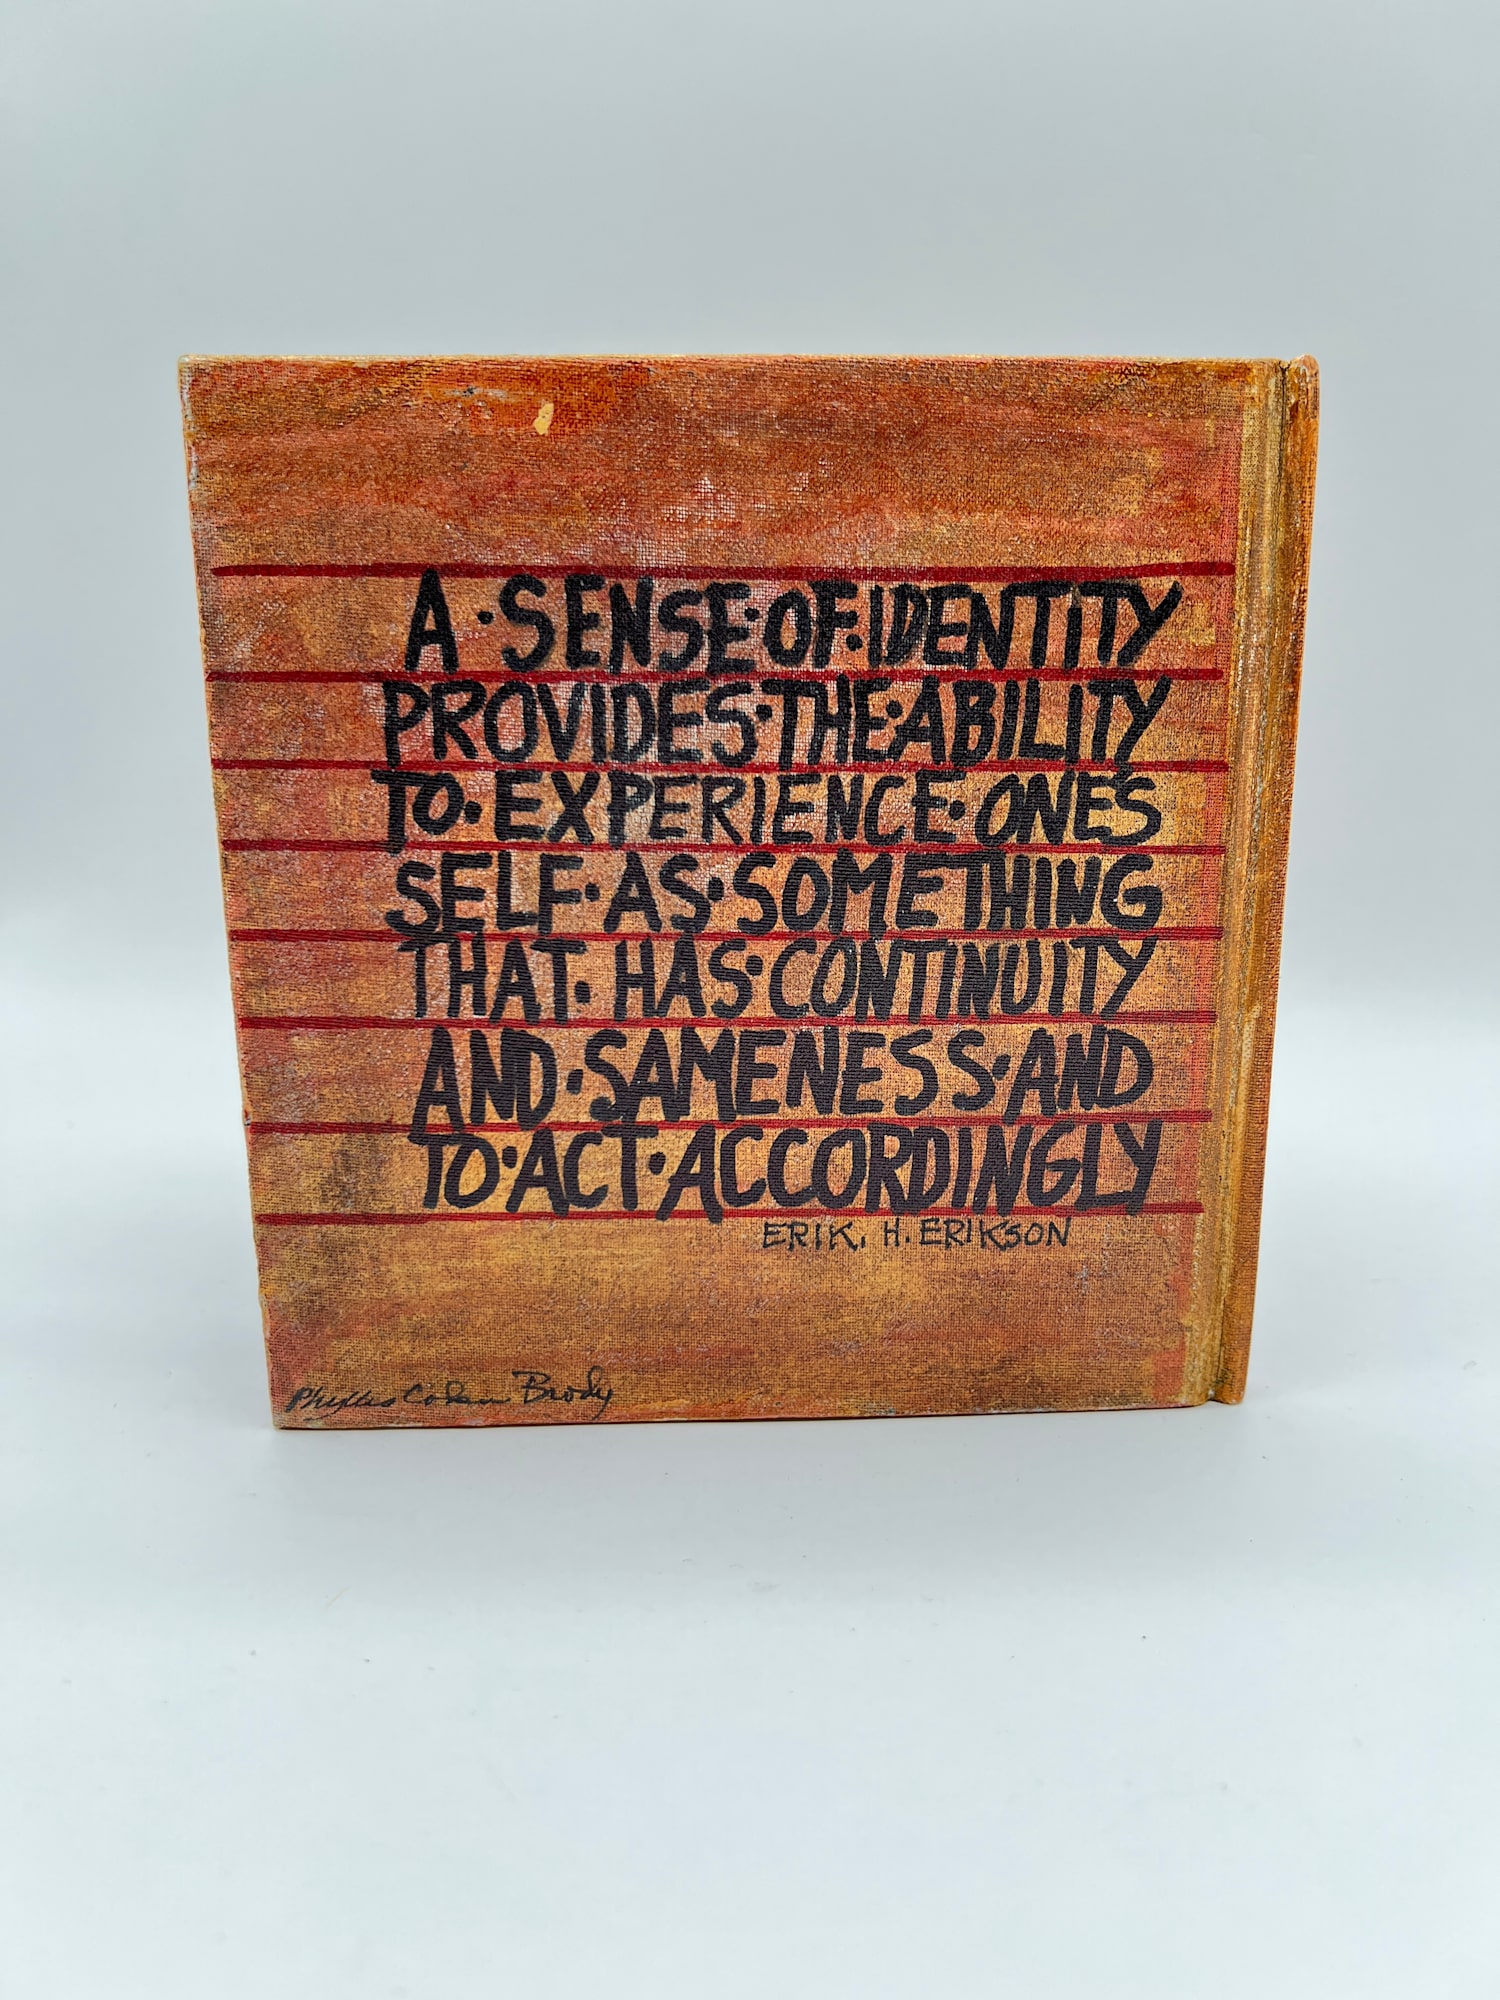 A·SENSE·OF·IDENTITY
PROVIDES·THE·ABILITY
TO·EXPERIENCE·ONES
SELF·AS·SOMETHING
THAT·HAS·CONTINUITY
AND·SAMENESS·AND
TO·ACT·ACCORDINGLY
ERIK. H. ERIKSON
Phyllis Cohen Brody